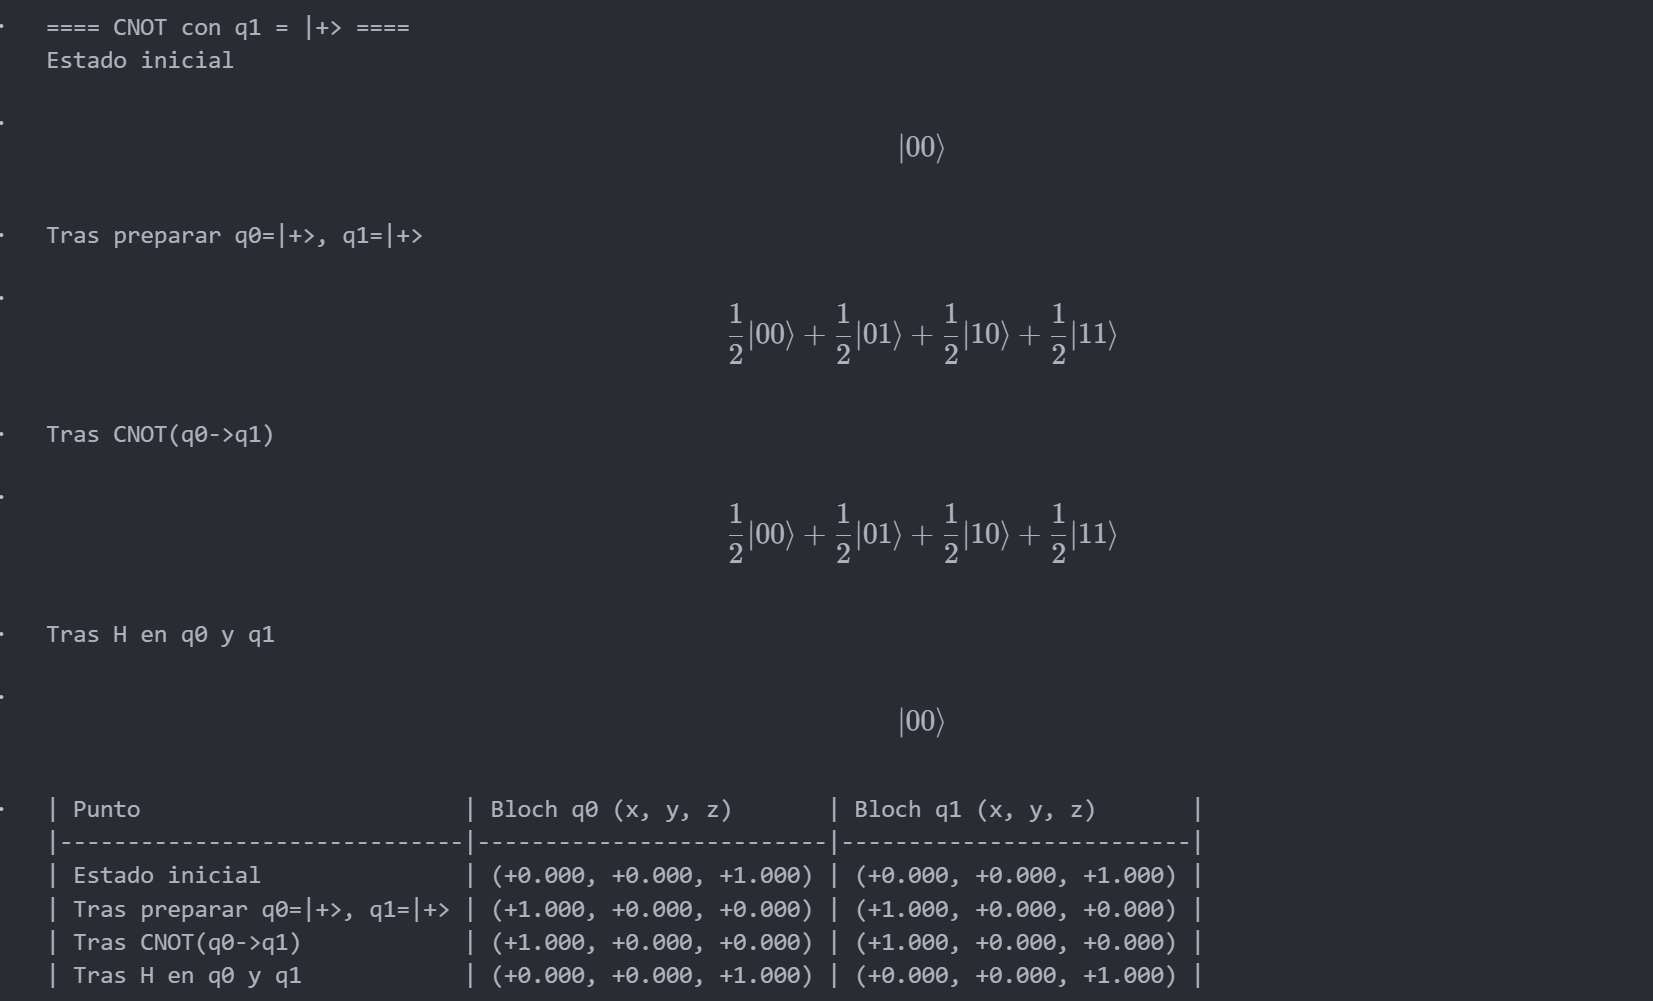 ==== CNOT con q1 = |+> ====
Estado inicial
|00⟩
Tras preparar q0=|+>, q1=|+>
1/2|00⟩ + 1/2|01⟩ + 1/2|10⟩ + 1/2|11⟩
Tras CNOT(q0->q1)
1/2|00⟩ + 1/2|01⟩ + 1/2|10⟩ + 1/2|11⟩
Tras H en q0 y q1
|00⟩
| Punto                        | Bloch q0 (x, y, z)       | Bloch q1 (x, y, z)       |
|------------------------------|--------------------------|--------------------------|
| Estado inicial               | (+0.000, +0.000, +1.000) | (+0.000, +0.000, +1.000) |
| Tras preparar q0=|+>, q1=|+> | (+1.000, +0.000, +0.000) | (+1.000, +0.000, +0.000) |
| Tras CNOT(q0->q1)            | (+1.000, +0.000, +0.000) | (+1.000, +0.000, +0.000) |
| Tras H en q0 y q1            | (+0.000, +0.000, +1.000) | (+0.000, +0.000, +1.000) |